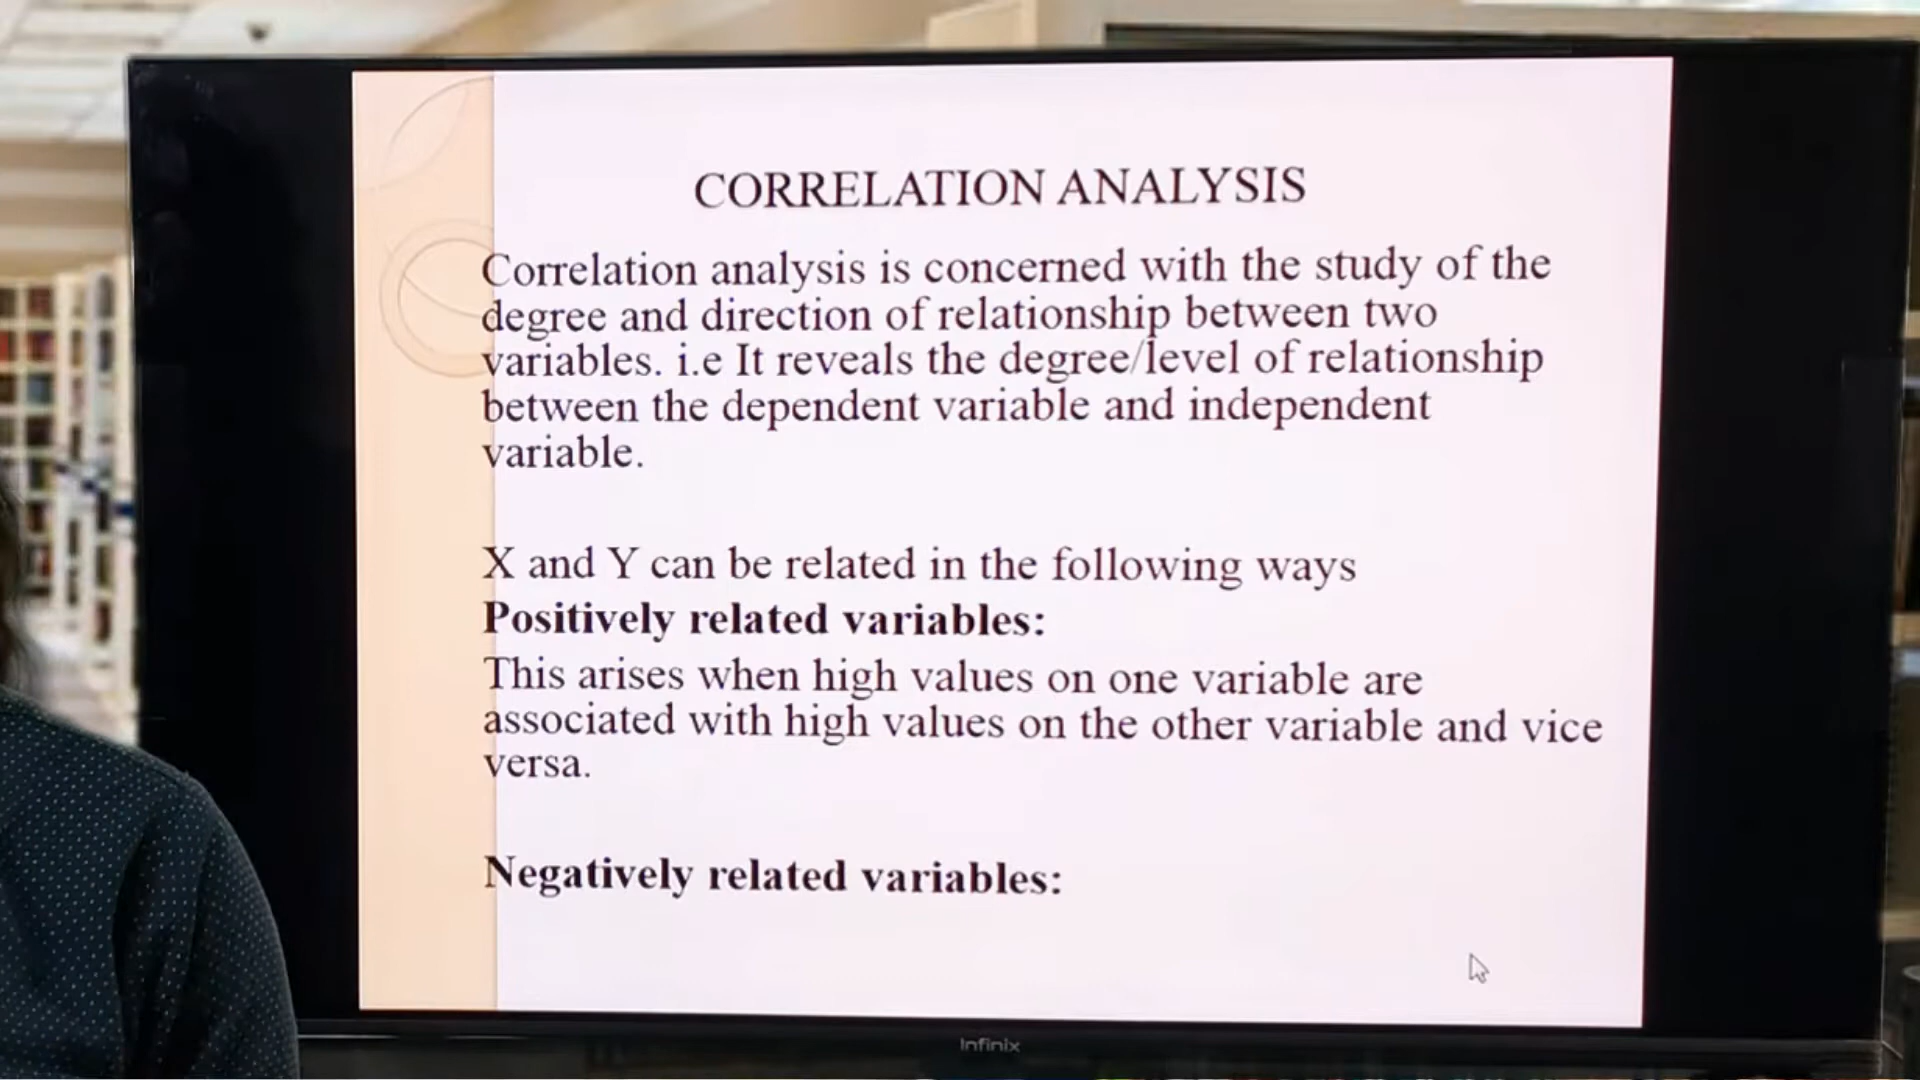 CORRELATION ANALYSIS
Correlation analysis is concerned with the study of the
degree and direction of relationship between two
variables. i.e It reveals the degree/level of relationship
between the dependent variable and independent
variable.
X and Y can be related in the following ways
Positively related variables:
This arises when high values on one variable are
associated with high values on the other variable and vice
versa.
Negatively related variables:
Infinix